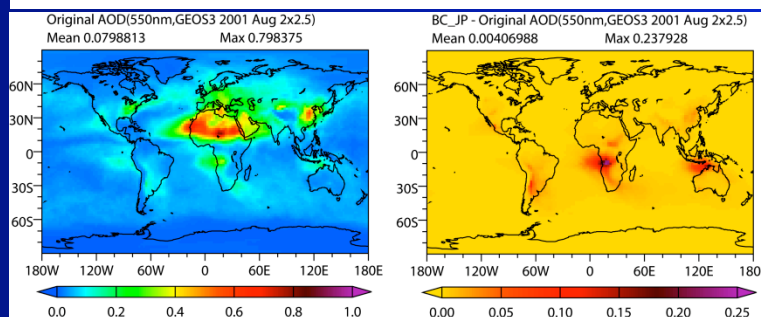 Original AOD(550nm,GEOS3 2001 Aug 2x2.5)
Mean 0.0798813 Max 0.798375
60N
30N
0
30S
60S
180W 120W 60W 0 60E 120E 180E
0.0 0.2 0.4 0.6 0.8 1.0
BC_JP - Original AOD(550nm,GEOS3 2001 Aug 2x2.5)
Mean 0.00406988 Max 0.237928
60N
30N
0
30S
60S
180W 120W 60W 0 60E 120E 180
0.00 0.05 0.10 0.15 0.20 0.25